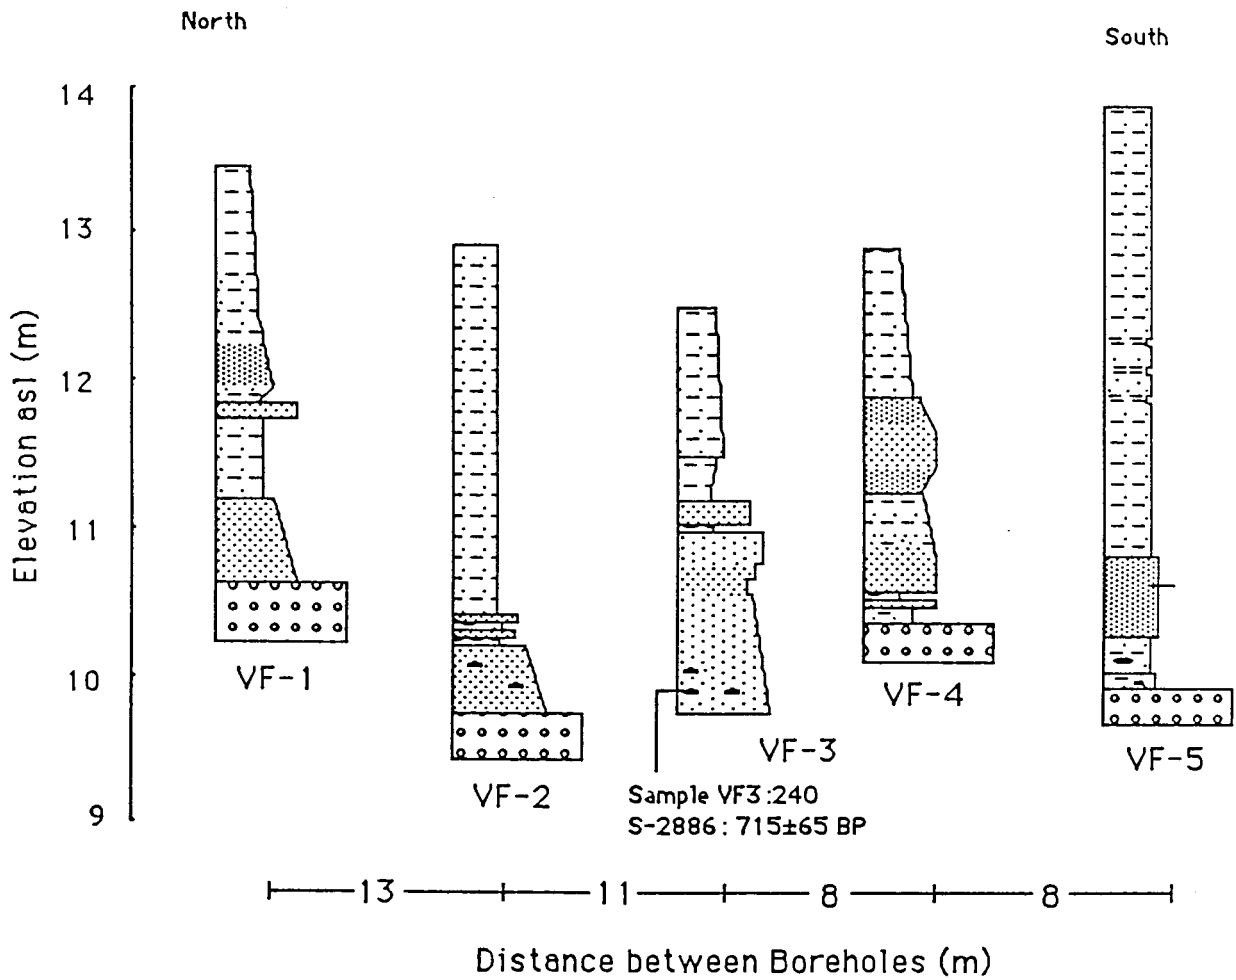 North
South
14
13
12
11
10
9
Elevation asl (m)
VF-1
VF-2
VF-3
VF-4
VF-5
Sample VF3:240
S-2886: 715±65 BP
13
11
8
8
Distance between Boreholes (m)